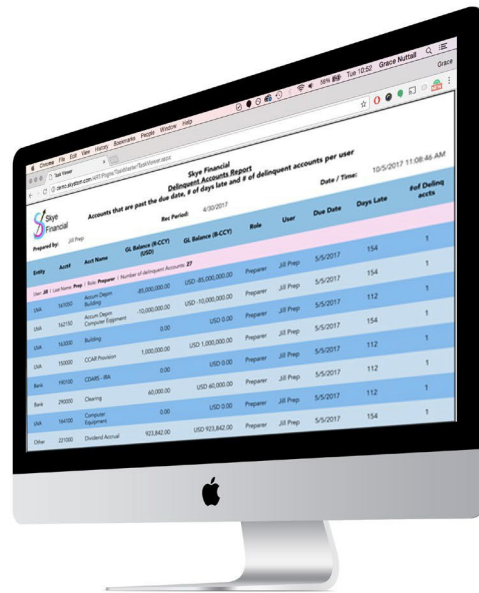 Chrome File Edit View History Bookmarks People Window Help 58% Tue 10:52 Grace Nuttall
Task Viewer Grace
Skye Financial
Skye Financial
Delinquent Accounts Report
Accounts that are past the due date, # of days late and # of delinquent accounts per user
Prepared by: Jill Prep Rec Period: 4/30/2017 Date / Time: 10/5/2017 11:08:46 AM
Entity Acct# Acct Name GL Balance (R-CCY) (USD) GL Balance (B-CCY) Role User Due Date Days Late #of Delinq accts
User: Jill | Last Name: Prep | Role: Preparer | Number of delinquent Accounts: 27
Accum Deprn Building -85,000,000.00 USD -85,000,000.00 Preparer Jill Prep 5/5/2017 154 1
162150 Accum Deprn Computer Eqipment -10,000,000.00 USD -10,000,000.00 Preparer Jill Prep 5/5/2017 154 1
163000 Building 0.00 USD 0.00 Preparer Jill Prep 5/5/2017 112 1
150000 CCAR Provision 1,000,000.00 USD 1,000,000.00 Preparer Jill Prep 5/5/2017 154 1
Bank 190100 CDARS - IRA 0.00 USD 0.00 Preparer Jill Prep 5/5/2017 112 1
Bank 290000 Clearing 60,000.00 USD 60,000.00 Preparer Jill Prep 5/5/2017 154 1
164100 Computer Equipment 0.00 USD 0.00 Preparer Jill Prep 5/5/2017 112 1
Other 221000 Dividend Accrual 923,842.00 USD 923,842.00 Preparer Jill Prep 5/5/2017 154 1